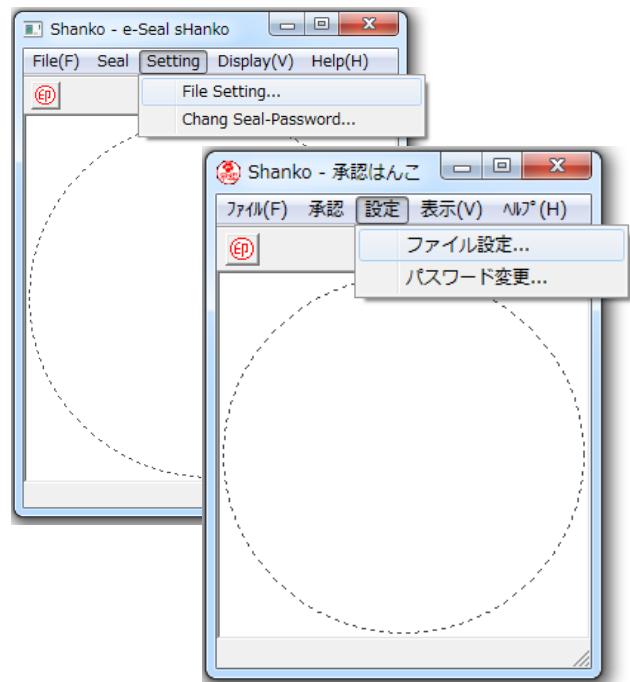 Shanko - e-Seal sHanko
File(F) Seal Setting Display(V) Help(H)
印
File Setting...
Chang Seal-Password...
Shanko - 承認はんこ
ﾌｧｲﾙ(F) 承認 設定 表示(V) ﾍﾙﾌﾟ(H)
印
ファイル設定...
パスワード変更...